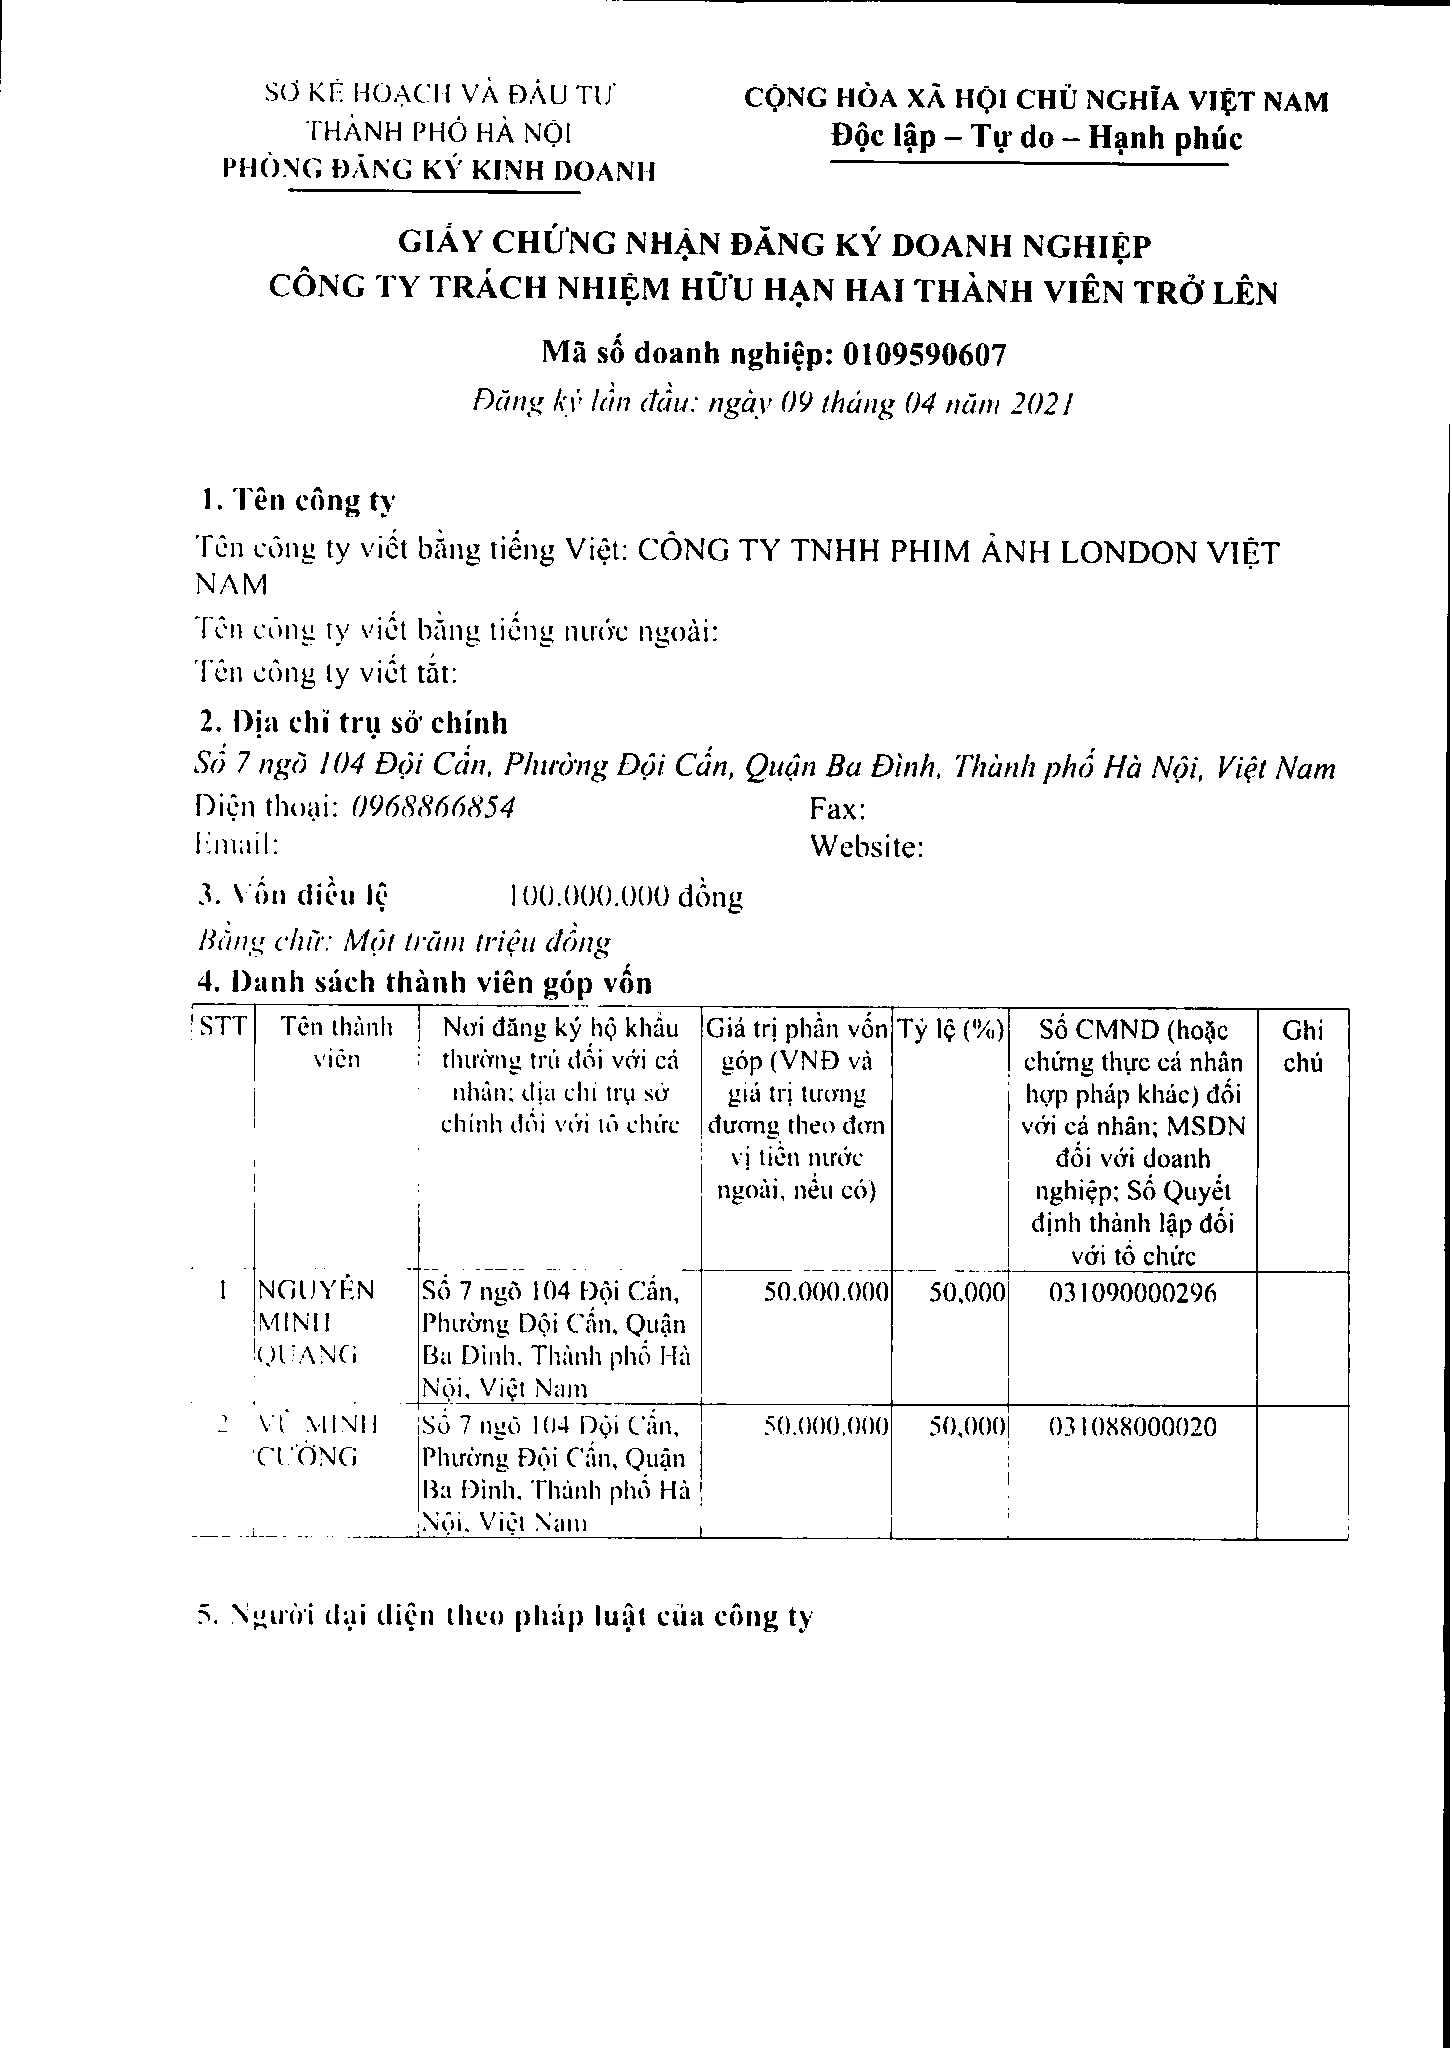 SỞ KẾ HOẠCH VÀ ĐẦU TƯ
THÀNH PHỐ HÀ NỘI
PHÒNG ĐĂNG KÝ KINH DOANH
CỘNG HÒA XÃ HỘI CHỦ NGHĨA VIỆT NAM
Độc lập – Tự do – Hạnh phúc
GIẤY CHỨNG NHẬN ĐĂNG KÝ DOANH NGHIỆP
CÔNG TY TRÁCH NHIỆM HỮU HẠN HAI THÀNH VIÊN TRỞ LÊN
Mã số doanh nghiệp: 0109590607
Đăng ký lần đầu: ngày 09 tháng 04 năm 2021
1. Tên công ty
Tên công ty viết bằng tiếng Việt: CÔNG TY TNHH PHIM ẢNH LONDON VIỆT
NAM
Tên công ty viết bằng tiếng nước ngoài:
Tên công ty viết tắt:
2. Địa chỉ trụ sở chính
Số 7 ngõ 104 Đội Cấn, Phường Đội Cấn, Quận Ba Đình, Thành phố Hà Nội, Việt Nam
Điện thoại: 0968866854 Fax:
Email: Website:
3. Vốn điều lệ 100.000.000 đồng
Bằng chữ: Một trăm triệu đồng
4. Danh sách thành viên góp vốn
STT Tên thành Nơi đăng ký hộ khẩu Giá trị phần vốn Tỷ lệ (%) Số CMND (hoặc Ghi
viên thường trú đối với cá góp (VNĐ và chứng thực cá nhân chú
nhân; địa chỉ trụ sở giá trị tương hợp pháp khác) đối
chính đối với tổ chức đương theo đơn với cá nhân; MSDN
vị tiền nước đối với doanh
ngoài, nếu có) nghiệp; Số Quyết
định thành lập đối
với tổ chức
1 NGUYỄN Số 7 ngõ 104 Đội Cấn, 50.000.000 50,000 031090000296
MINH Phường Đội Cấn, Quận
QUANG Ba Đình, Thành phố Hà
Nội, Việt Nam
2 VŨ MINH Số 7 ngõ 104 Đội Cấn, 50.000.000 50,000 031088000020
CƯỜNG Phường Đội Cấn, Quận
Ba Đình, Thành phố Hà
Nội, Việt Nam
5. Người đại diện theo pháp luật của công ty